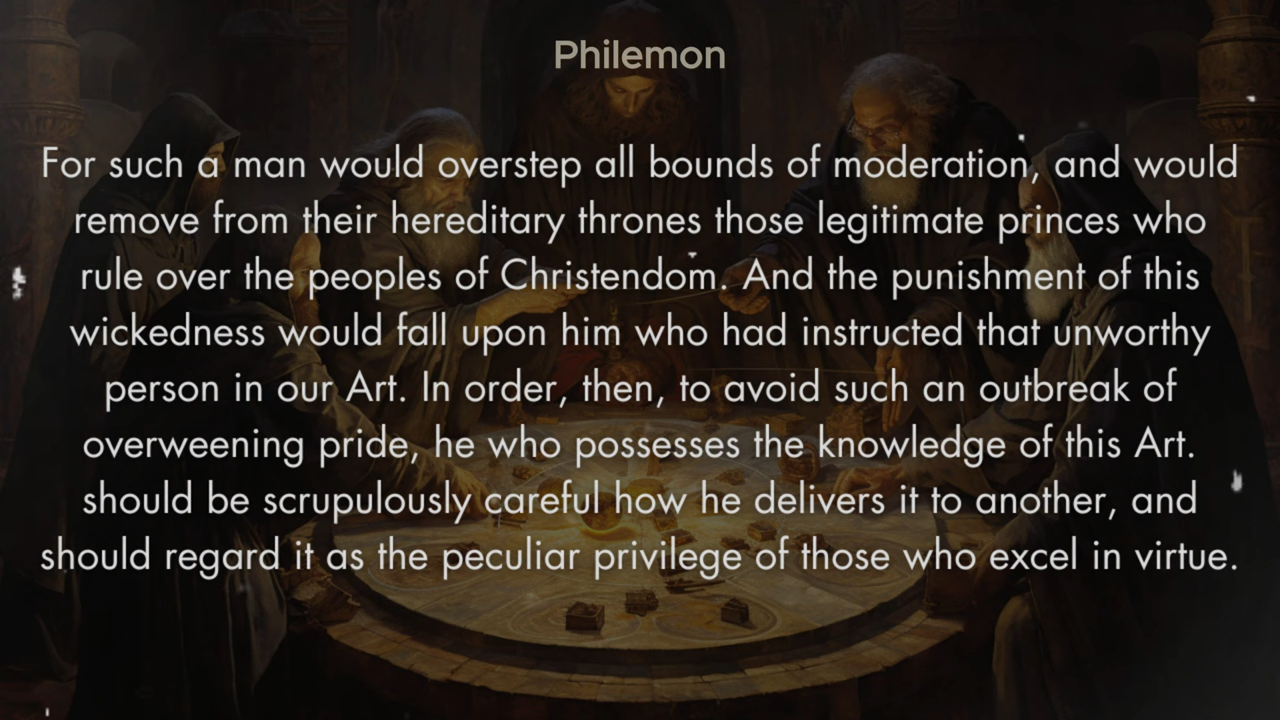 Philemon
For such a man would overstep all bounds of moderation, and would
remove from their hereditary thrones those legitimate princes who
rule over the peoples of Christendom. And the punishment of this
wickedness would fall upon him who had instructed that unworthy
person in our Art. In order, then, to avoid such an outbreak of
overweening pride, he who possesses the knowledge of this Art.
should be scrupulously careful how he delivers it to another, and
should regard it as the peculiar privilege of those who excel in virtue.